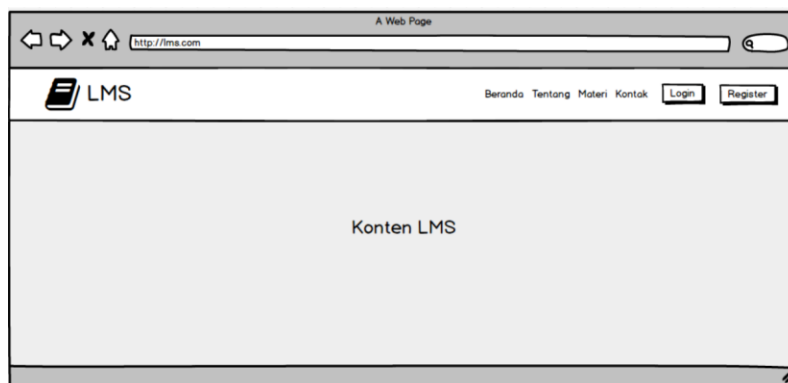 A Web Page
http://lms.com
LMS
Beranda Tentang Materi Kontak Login Register
Konten LMS